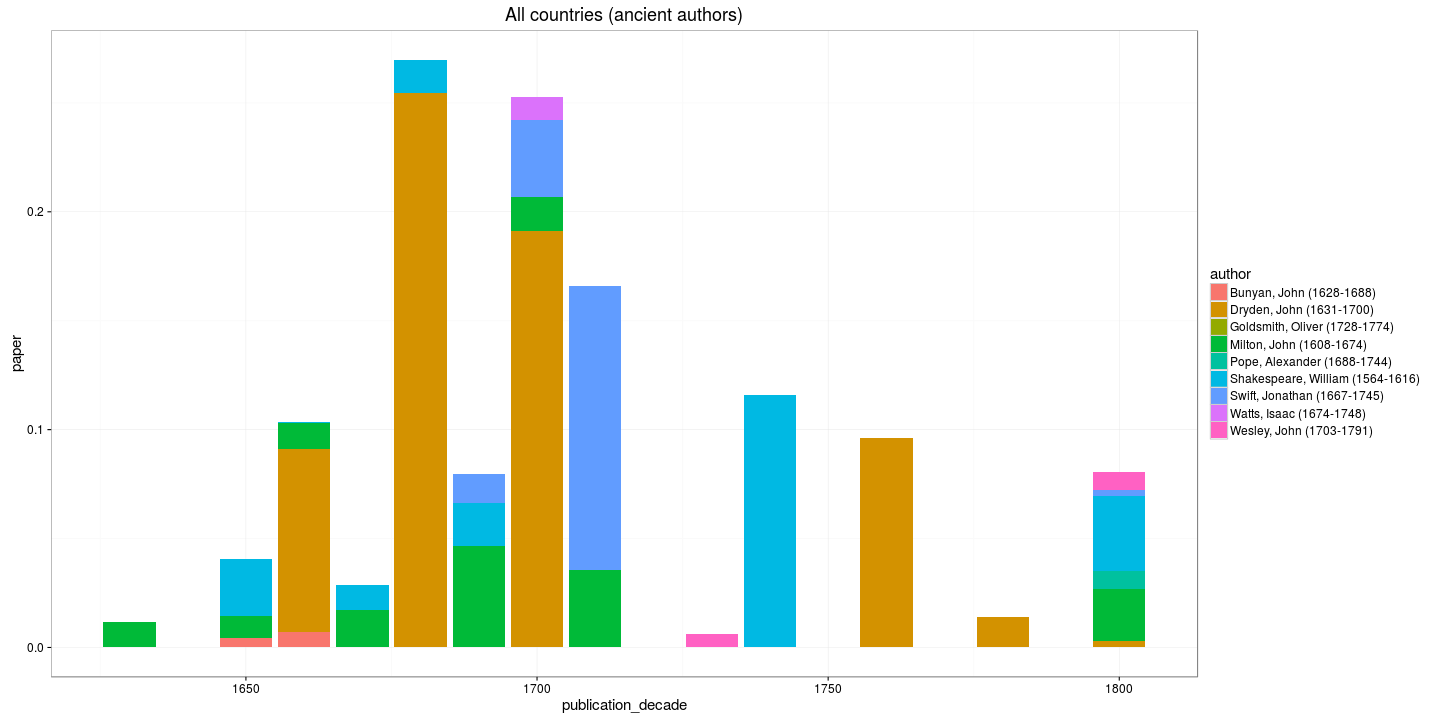 All countries (ancient authors)
paper
0.2
0.1
0.0
1650
1700
1750
1800
publication_decade
author
Bunyan, John (1628-1688)
Dryden, John (1631-1700)
Goldsmith, Oliver (1728-1774)
Milton, John (1608-1674)
Pope, Alexander (1688-1744)
Shakespeare, William (1564-1616)
Swift, Jonathan (1667-1745)
Watts, Isaac (1674-1748)
Wesley, John (1703-1791)